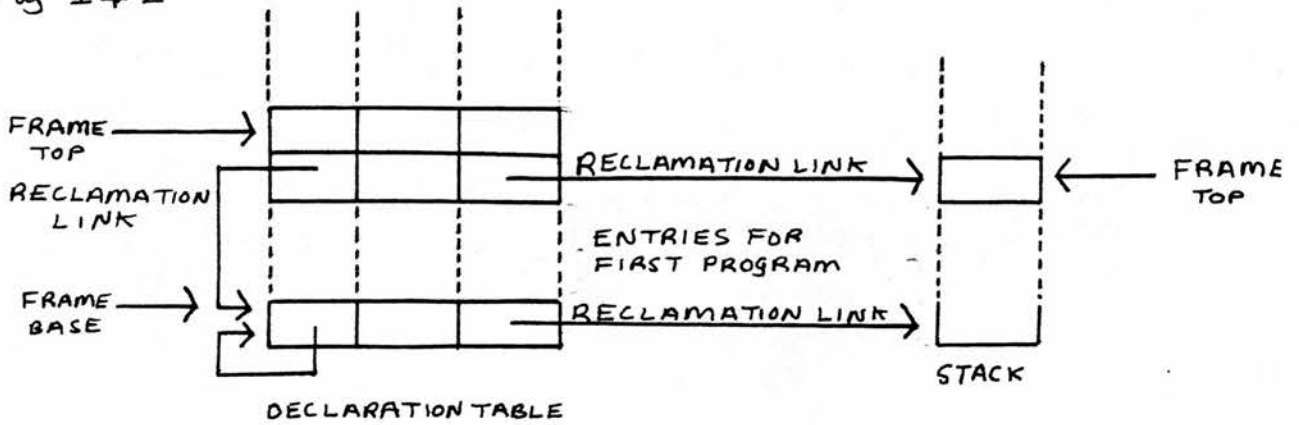 FRAME
TOP
RECLAMATION
LINK
RECLAMATION LINK
FRAME
TOP
ENTRIES FOR
FIRST PROGRAM
FRAME
BASE
RECLAMATION LINK
STACK
DECLARATION TABLE